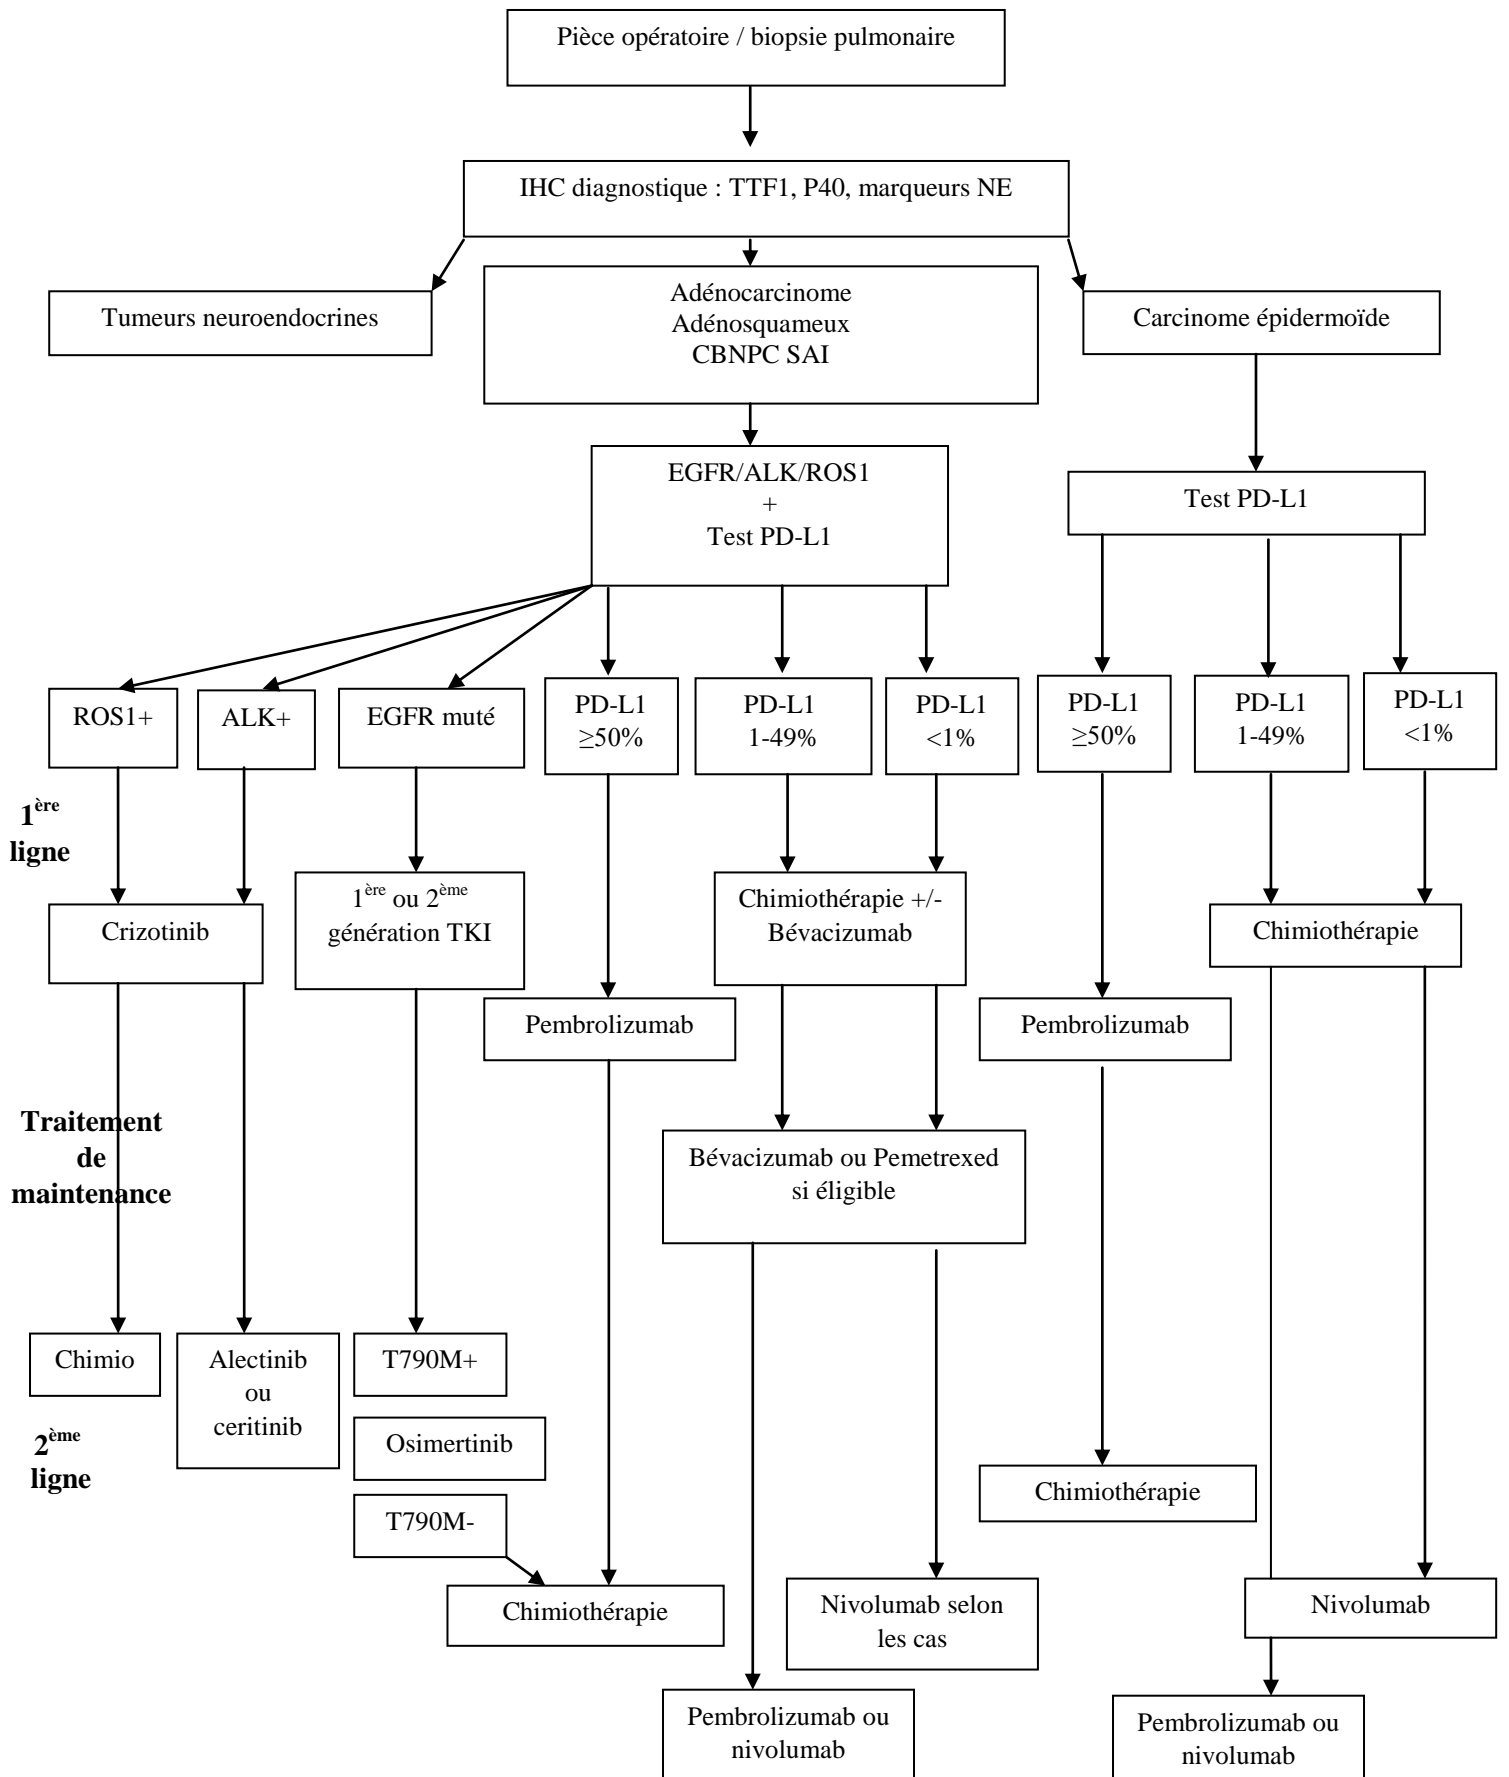 Pièce opératoire / biopsie pulmonaire
IHC diagnostique : TTF1, P40, marqueurs NE
Tumeurs neuroendocrines
Adénocarcinome
Adénosquameux
CBNPC SAI
Carcinome épidermoïde
EGFR/ALK/ROS1
+
Test PD-L1
Test PD-L1
ROS1+
ALK+
EGFR muté
PD-L1
≥50%
PD-L1
1-49%
PD-L1
<1%
PD-L1
≥50%
PD-L1
1-49%
PD-L1
<1%
1ère
ligne
Crizotinib
1ère ou 2ème
génération TKI
Chimiothérapie +/-
Bévacizumab
Chimiothérapie
Pembrolizumab
Pembrolizumab
Traitement
de
maintenance
Bévacizumab ou Pemetrexed
si éligible
Chimio
Alectinib
ou
ceritinib
T790M+
2ème
ligne
Osimertinib
T790M-
Chimiothérapie
Chimiothérapie
Nivolumab selon
les cas
Nivolumab
Pembrolizumab ou
nivolumab
Pembrolizumab ou
nivolumab